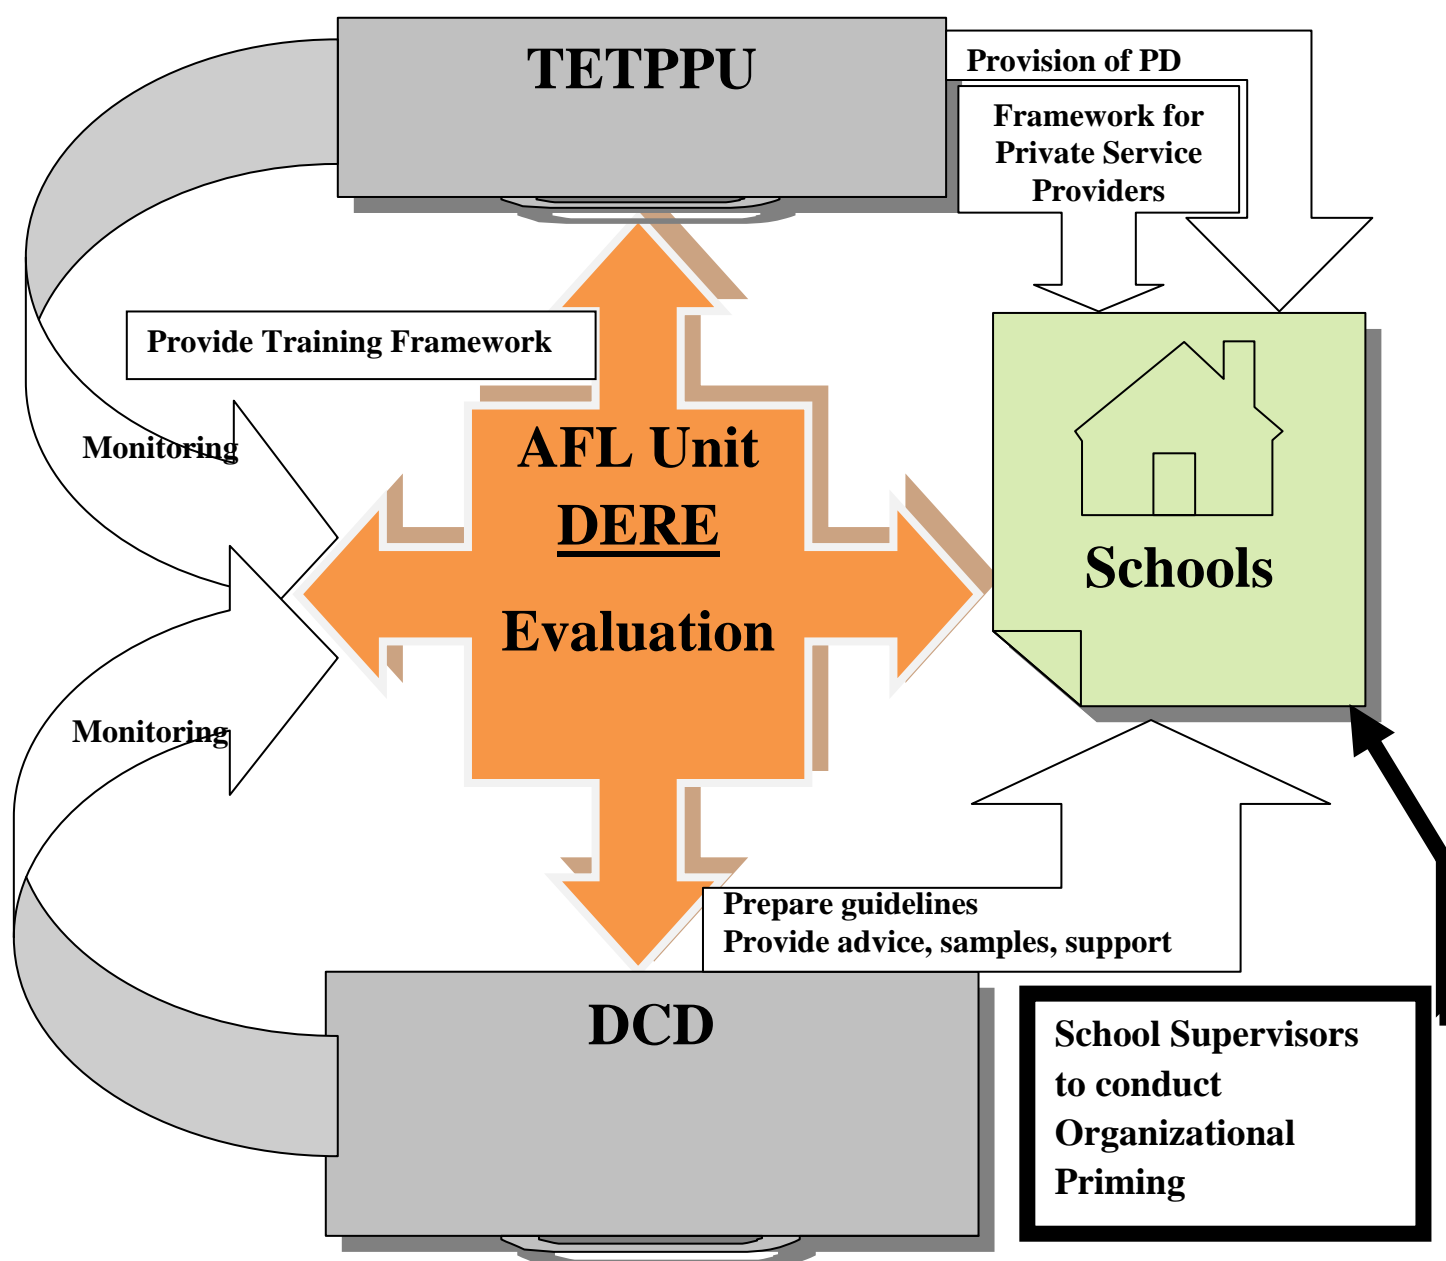 TETPPU
Provision of PD
Framework for
Private Service
Providers
Provide Training Framework
Monitoring
AFL Unit
DERE
Evaluation
Schools
Monitoring
Prepare guidelines
Provide advice, samples, support
DCD
School Supervisors
to conduct
Organizational
Priming